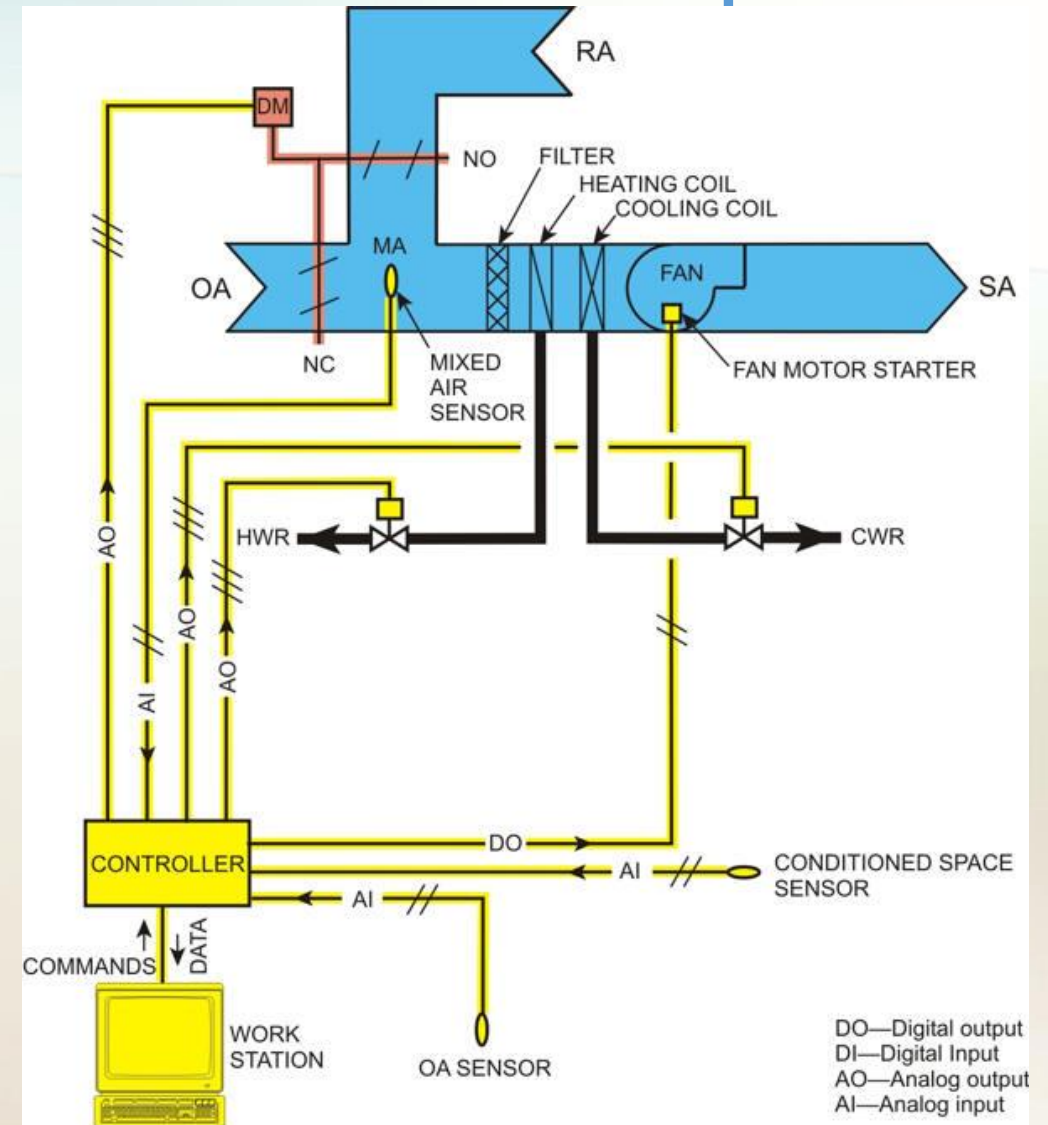 RA
DM
NO
FILTER
HEATING COIL
COOLING COIL
MA
FAN
OA
SA
NC
MIXED
AIR
SENSOR
FAN MOTOR STARTER
HWR
CWR
AO
AI
AO
AO
DO
CONTROLLER
AI
CONDITIONED SPACE
SENSOR
AI
COMMANDS
DATA
WORK
STATION
OA SENSOR
DO—Digital output
DI—Digital Input
AO—Analog output
AI—Analog input